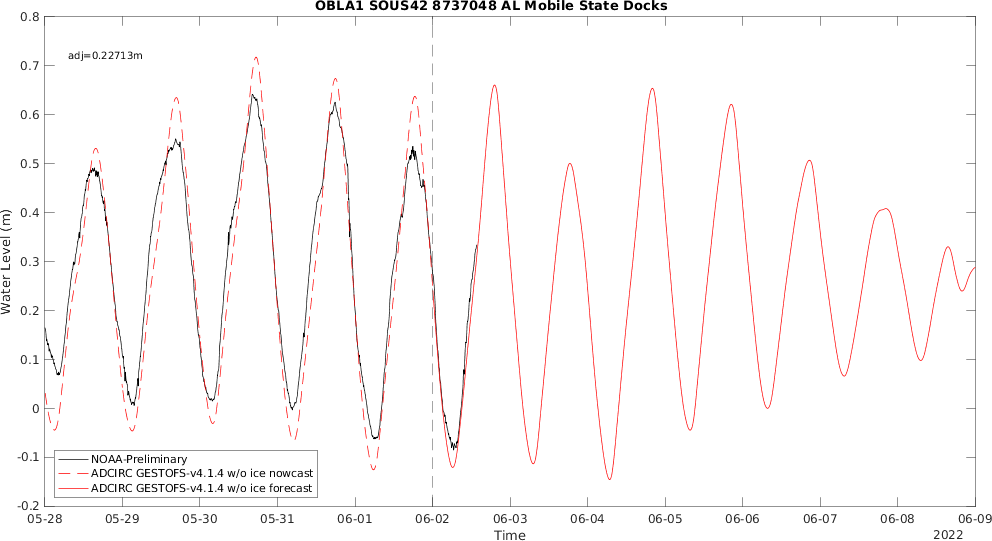 OBLA1 SOUS42 8737048 AL Mobile State Docks
adj=0.22713m
0.8
0.7
0.6
0.5
0.4
0.3
0.2
0.1
0
-0.1
-0.2
Water Level (m)
NOAA-Preliminary
ADCIRC GESTOFS-v4.1.4 w/o ice nowcast
ADCIRC GESTOFS-v4.1.4 w/o ice forecast
05-28 05-29 05-30 05-31 06-01 06-02 06-03 06-04 06-05 06-06 06-07 06-08 06-09
Time
2022